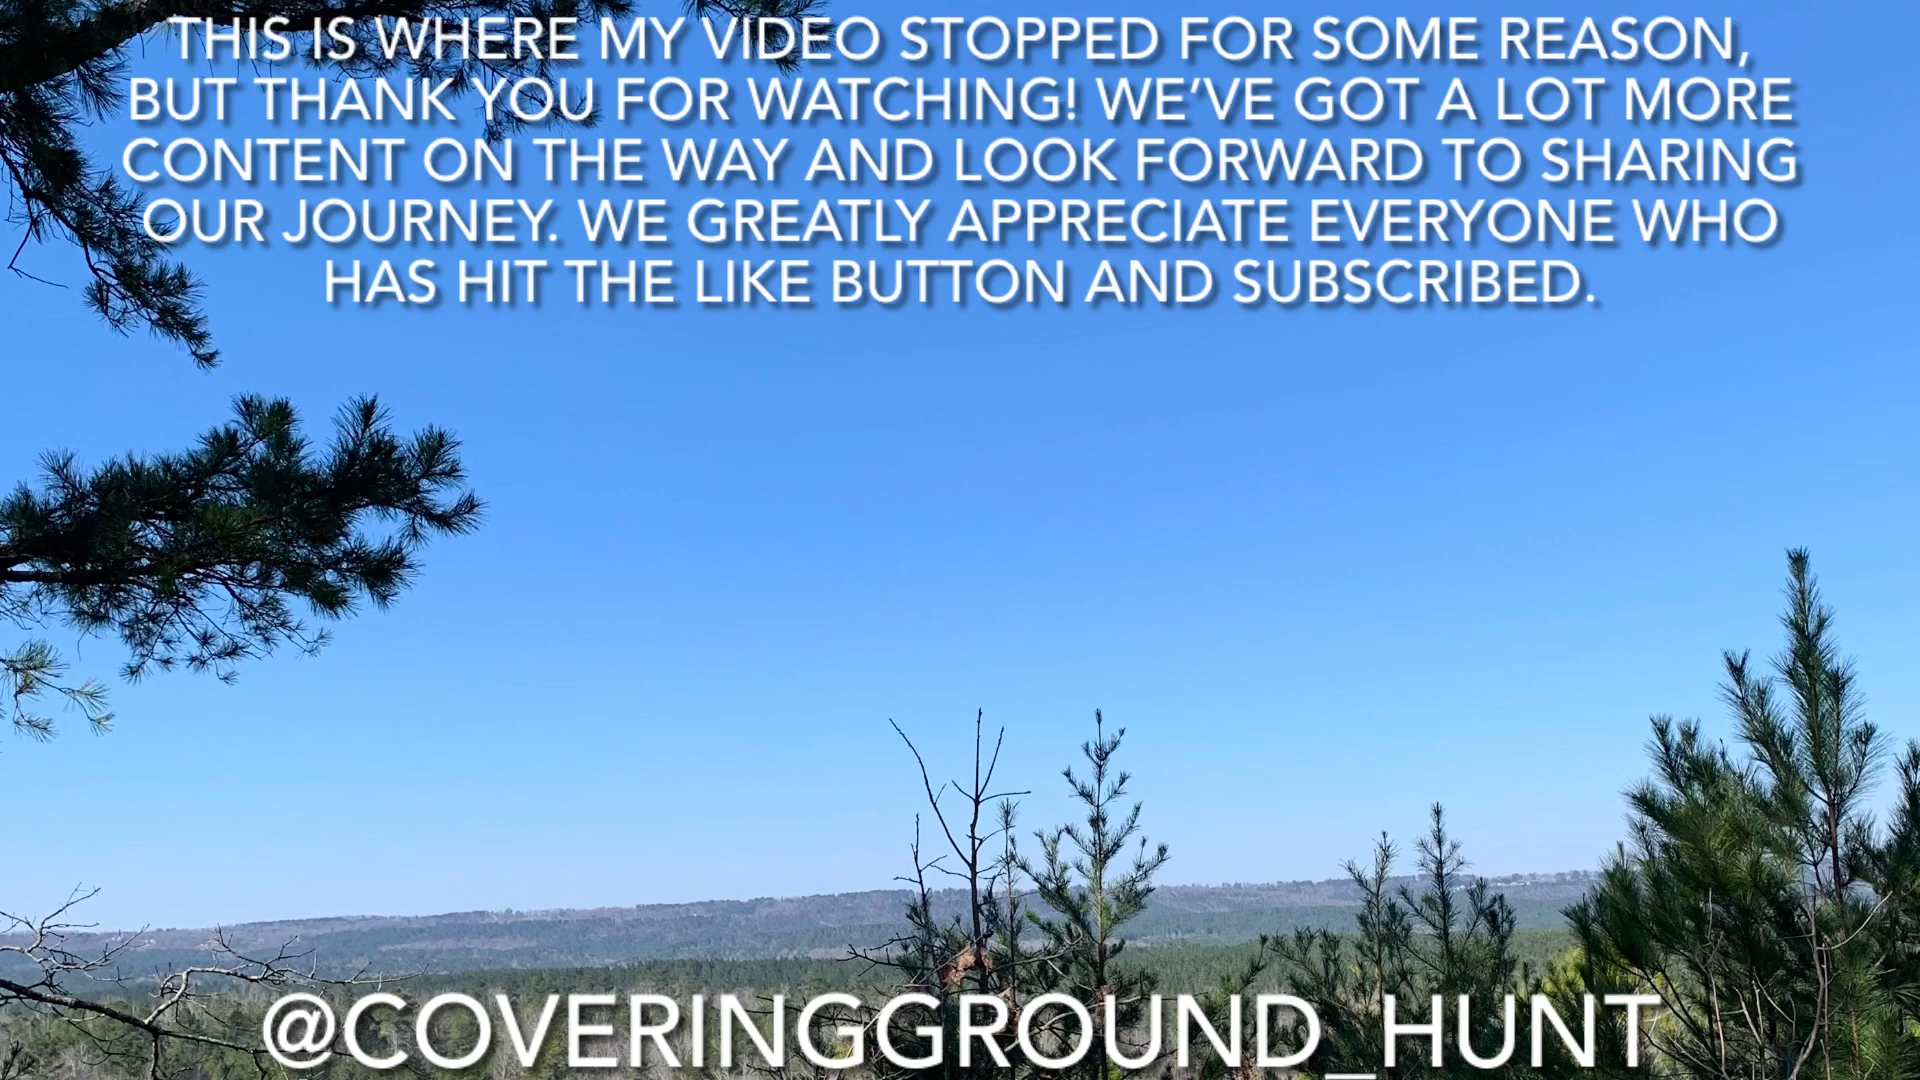 THIS IS WHERE MY VIDEO STOPPED FOR SOME REASON,
BUT THANK YOU FOR WATCHING! WE’VE GOT A LOT MORE
CONTENT ON THE WAY AND LOOK FORWARD TO SHARING
OUR JOURNEY. WE GREATLY APPRECIATE EVERYONE WHO
HAS HIT THE LIKE BUTTON AND SUBSCRIBED.
@COVERINGGROUND_HUNT